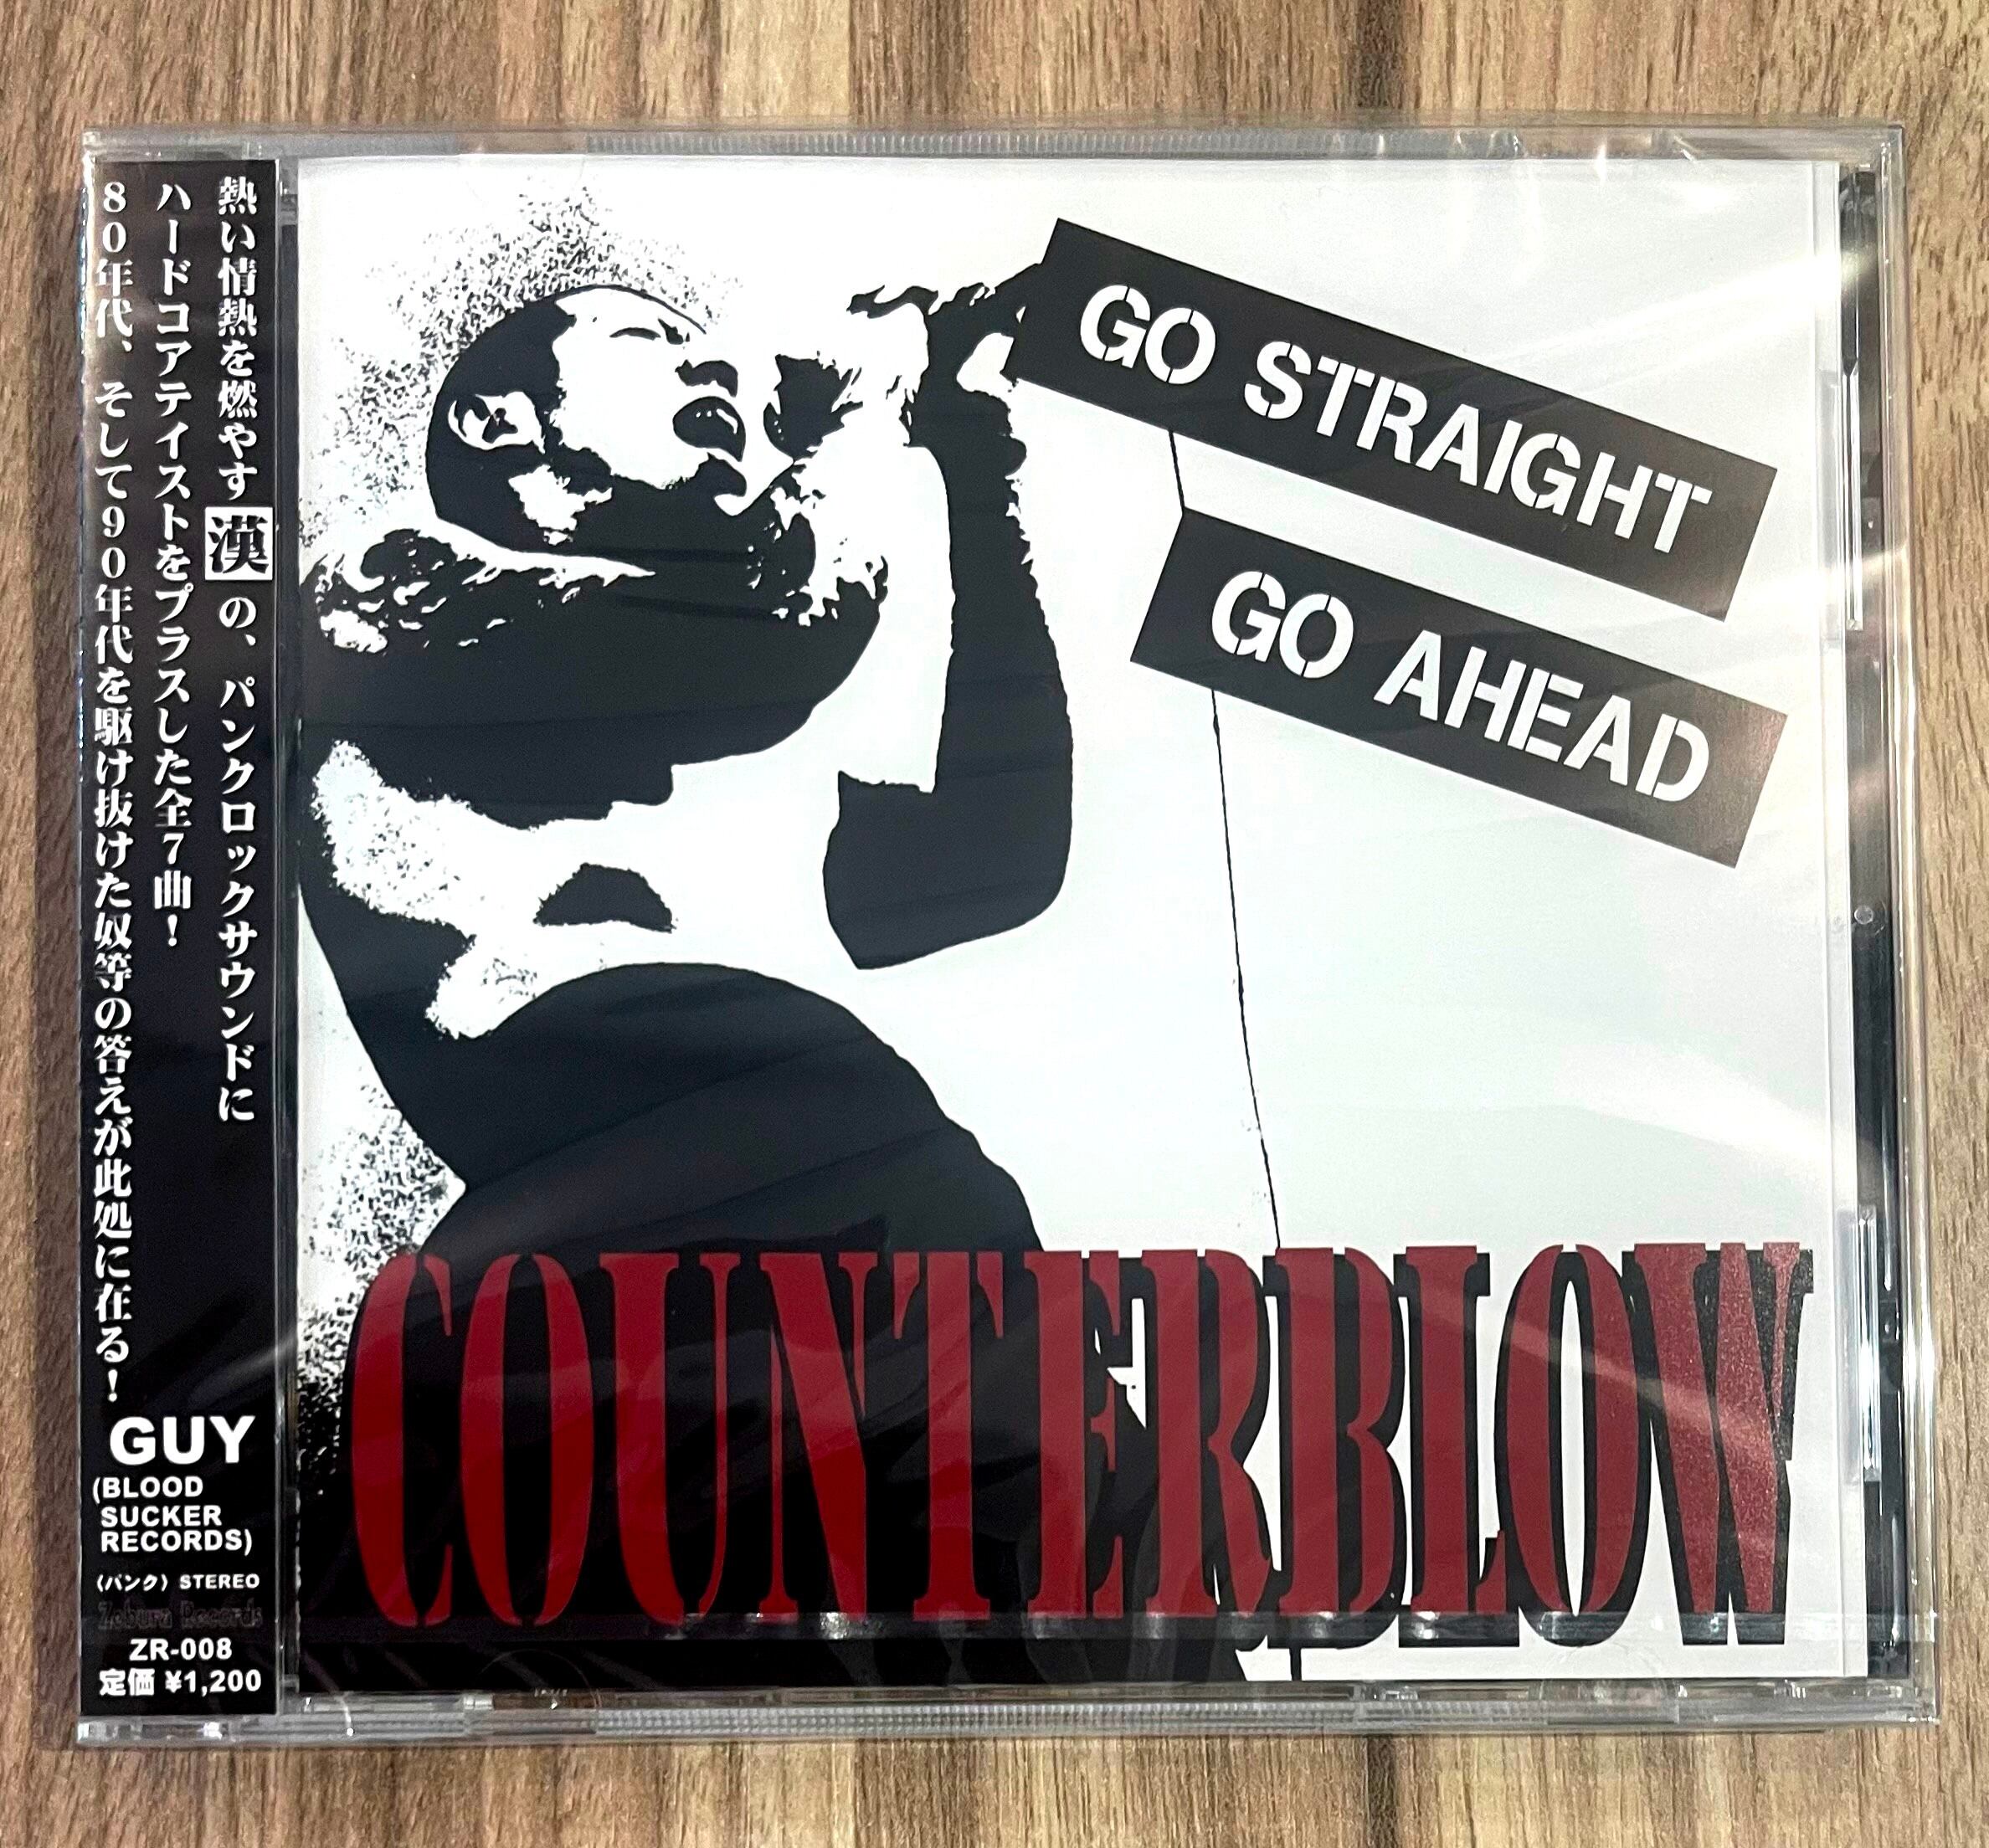 熱い情熱を燃やす漢の、パンクロックサウンドに
ハードコアテイストをプラスした全7曲！
80年代、そして90年代を駆け抜けた奴等の答えが此処に在る！
GUY
(BLOOD
SUCKER
RECORDS)
(パンク) STEREO
Zoburu Records
ZR-008
定価 ¥1,200
GO STRAIGHT
GO AHEAD
COUNTERBLOW